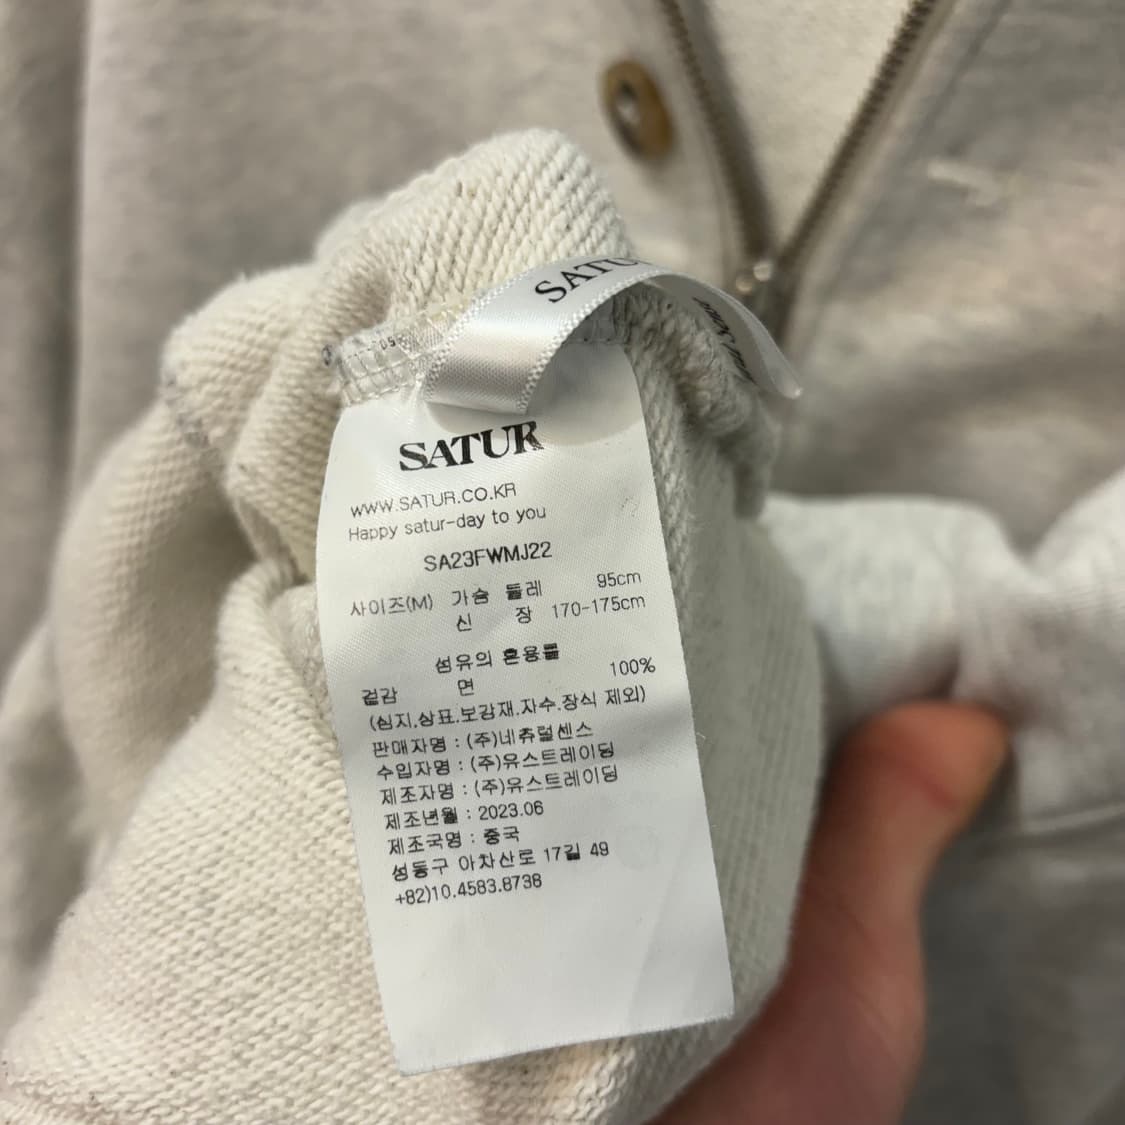 SATUR
SATUR
WWW.SATUR.CO.KR
Happy satur-day to you
SA23FWMJ22
사이즈(M) 가슴 둘레 95cm
신 장 170-175cm
섬유의 혼용률
겉감 면 100%
(심지.상표.보강재.자수.장식 제외)
판매자명 : (주)네츄럴센스
수입자명 : (주)유스트레이딩
제조자명 : (주)유스트레이딩
제조년월 : 2023.06
제조국명 : 중국
성동구 아차산로 17길 49
+82)10.4583.8738